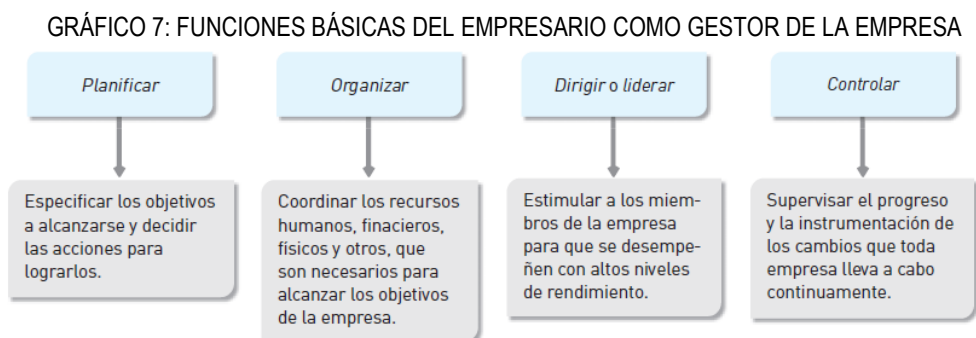 GRÁFICO 7: FUNCIONES BÁSICAS DEL EMPRESARIO COMO GESTOR DE LA EMPRESA
Planificar
Organizar
Dirigir o liderar
Controlar
Especificar los objetivos
a alcanzarse y decidir
las acciones para
lograrlos.
Coordinar los recursos
humanos, finacieros,
físicos y otros, que
son necesarios para
alcanzar los objetivos
de la empresa.
Estimular a los miem-
bros de la empresa
para que se desempe-
ñen con altos niveles
de rendimiento.
Supervisar el progreso
y la instrumentación de
los cambios que toda
empresa lleva a cabo
continuamente.